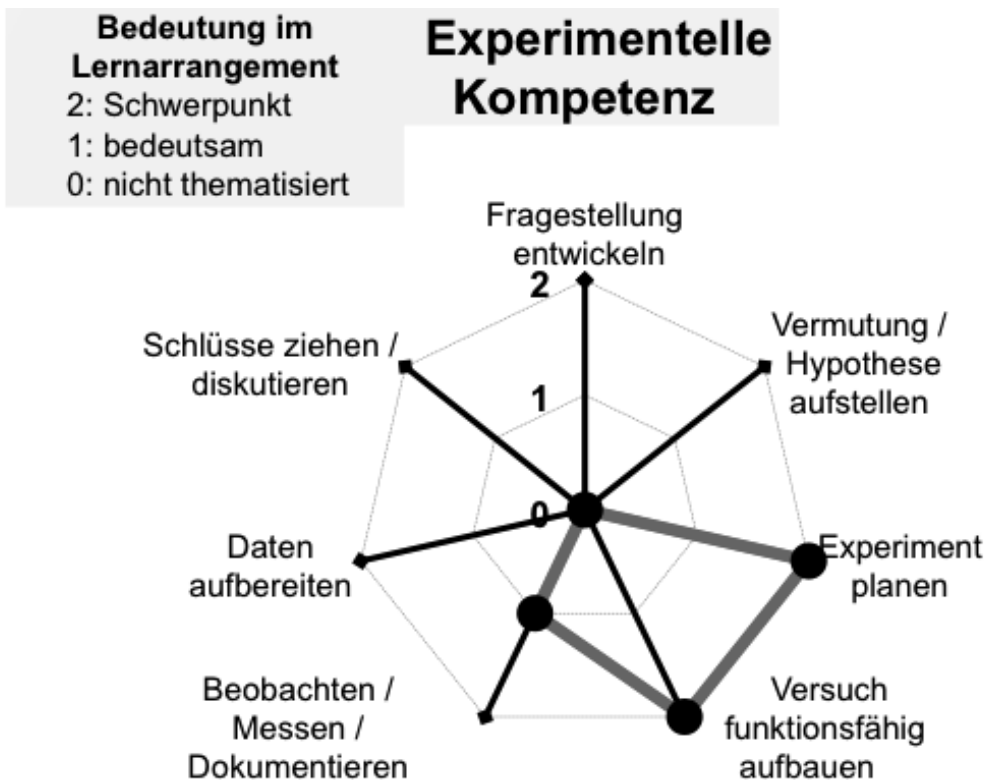 Bedeutung im
Lernarrangement
2: Schwerpunkt
1: bedeutsam
0: nicht thematisiert
Experimentelle
Kompetenz
Fragestellung
entwickeln
2
1
0
Vermutung /
Hypothese
aufstellen
Experiment
planen
Versuch
funktionsfähig
aufbauen
Beobachten /
Messen /
Dokumentieren
Daten
aufbereiten
Schlüsse ziehen /
diskutieren